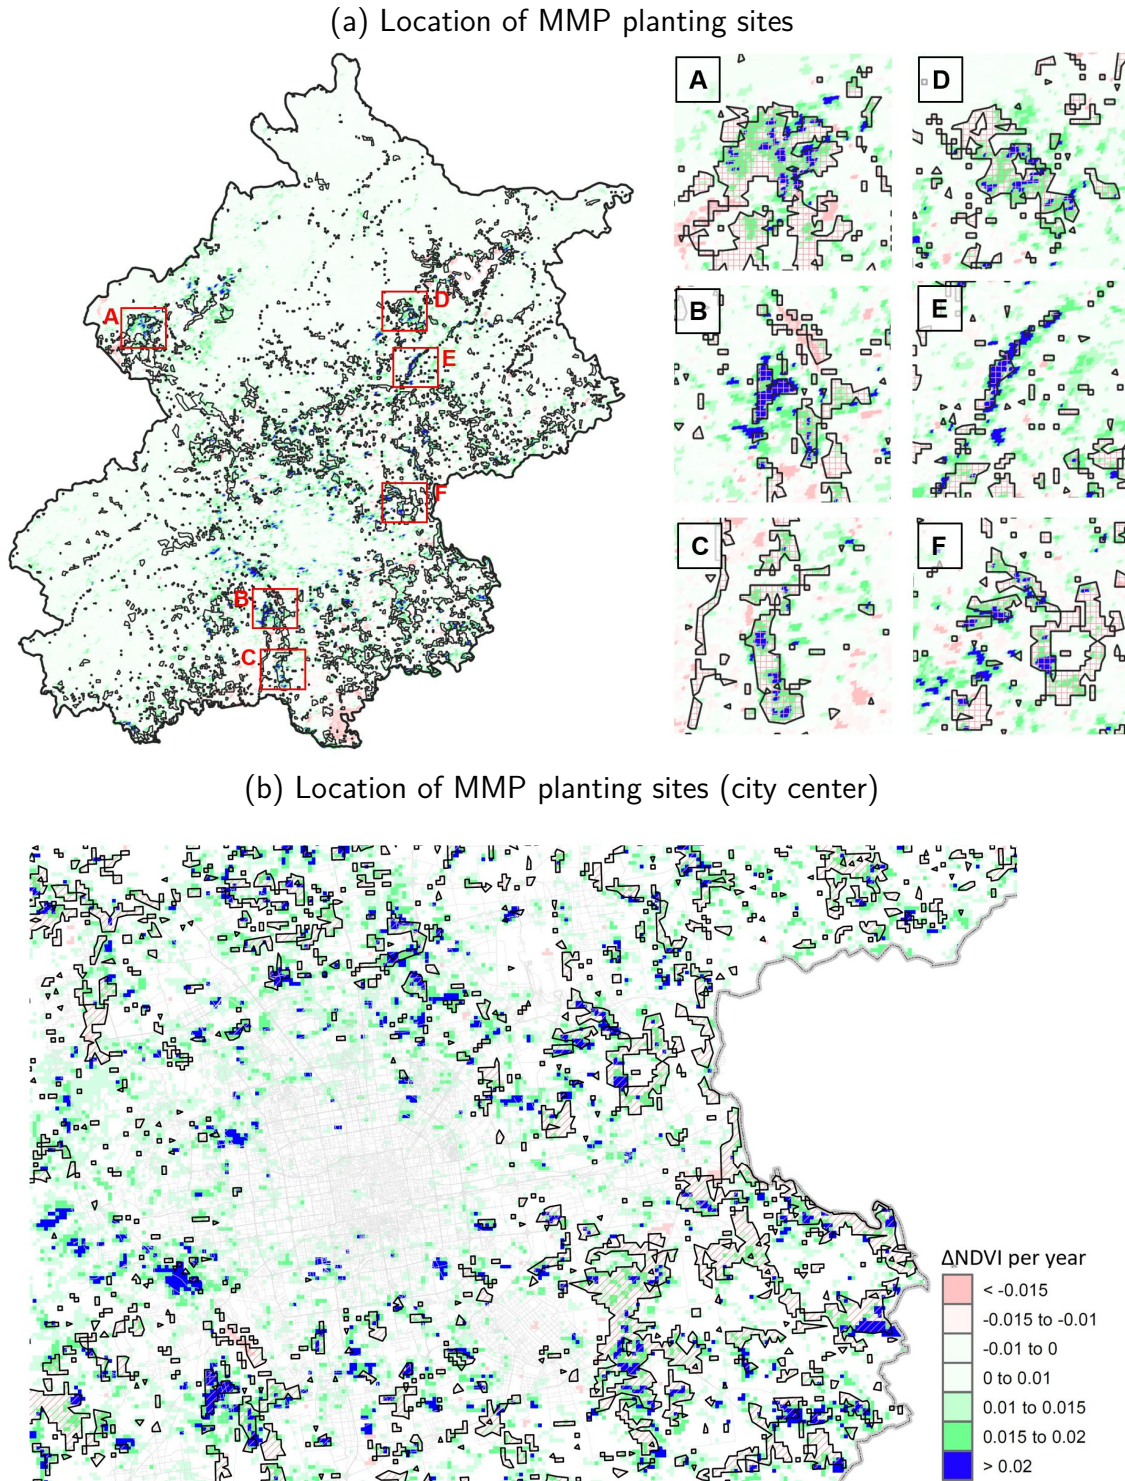 (a) Location of MMP planting sites
A
D
E
F
B
C
A
D
B
E
C
F
(b) Location of MMP planting sites (city center)
ΔNDVI per year
< -0.015
-0.015 to -0.01
-0.01 to 0
0 to 0.01
0.01 to 0.015
0.015 to 0.02
> 0.02